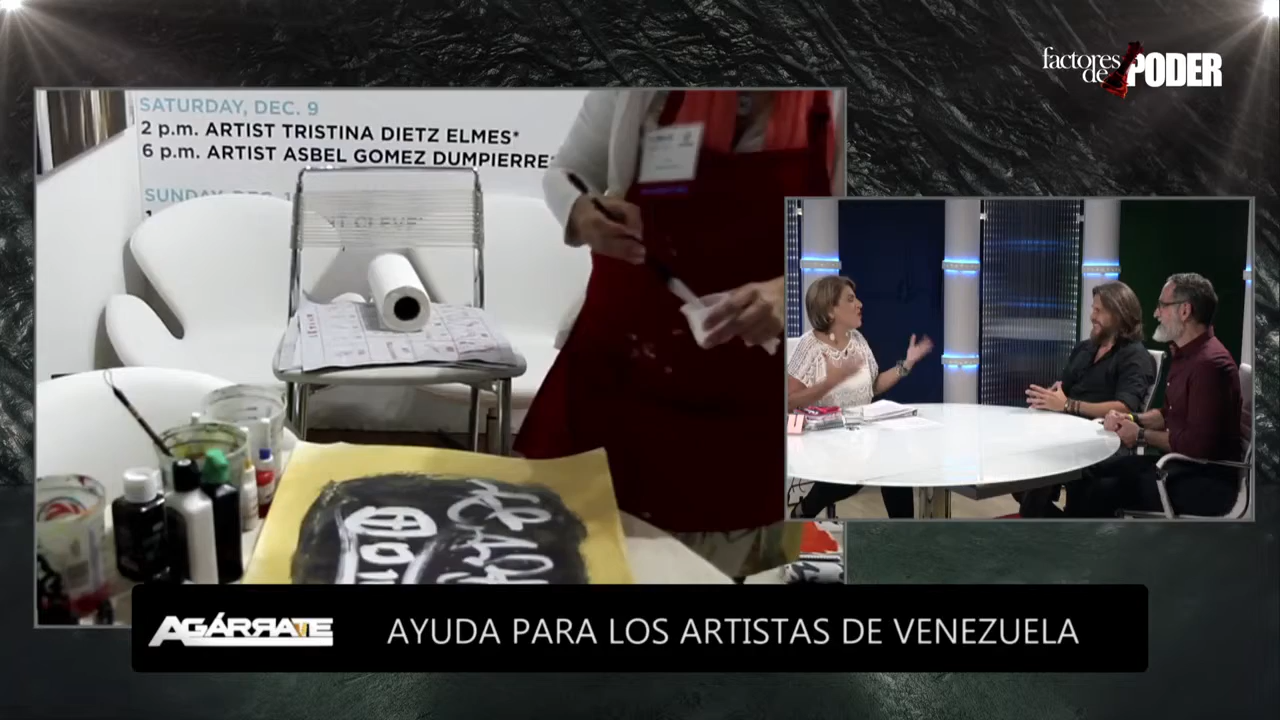 factores
de PODER
SATURDAY, DEC. 9
2 p.m. ARTIST TRISTINA DIETZ ELMES*
6 p.m. ARTIST ASBEL GOMEZ DUMPIERRE*
SUNDAY, DEC. 1
AGÁRRATE
AYUDA PARA LOS ARTISTAS DE VENEZUELA